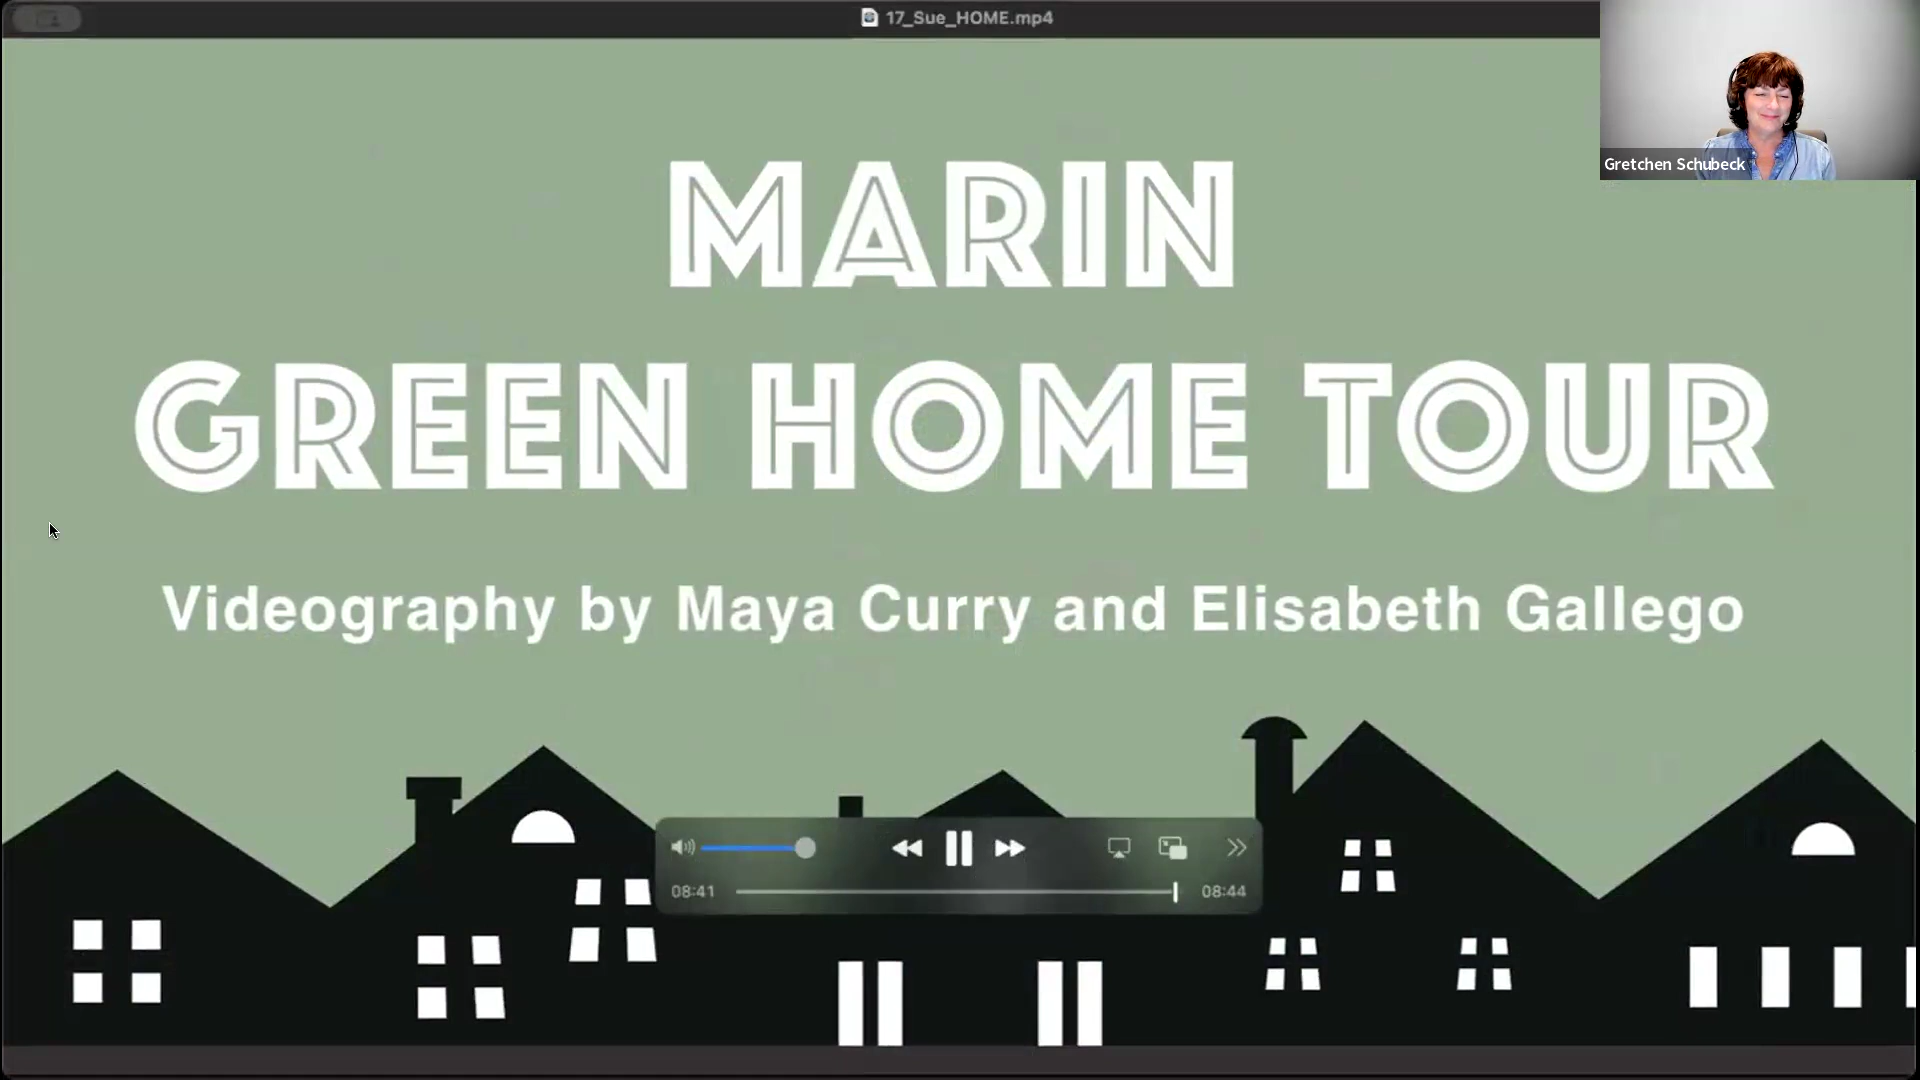 17_Sue_HOME.mp4
Gretchen Schubeck
MARIN
GREEN HOME TOUR
Videography by Maya Curry and Elisabeth Gallego
08:41
08:44